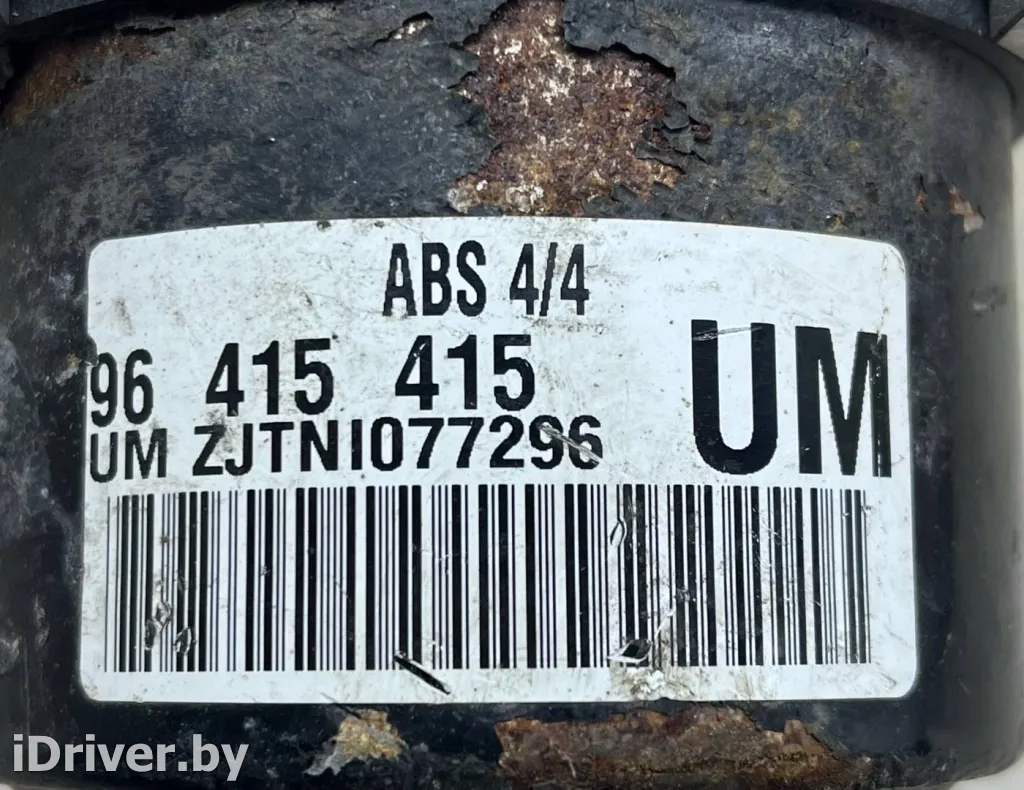 ABS 4/4
96 415 415
UM
UM ZJTNI077296
iDriver.by